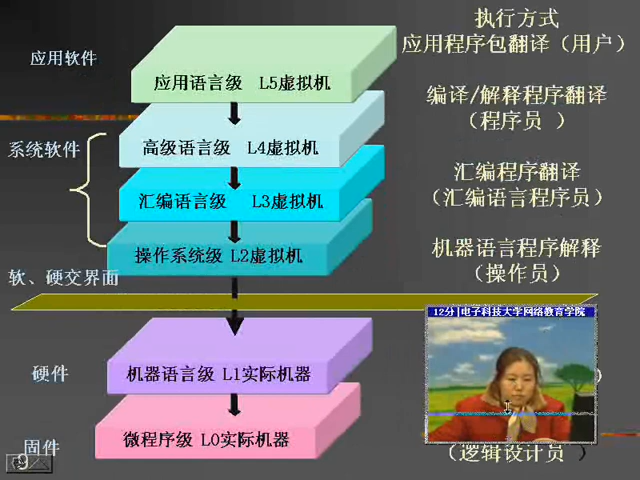 执行方式
应用软件
应用程序包翻译（用户）
应用语言级 L5虚拟机
编译/解释程序翻译
（程序员 ）
系统软件
高级语言级 L4虚拟机
汇编程序翻译
（汇编语言程序员）
汇编语言级 L3虚拟机
机器语言程序解释
（操作员）
操作系统级 L2虚拟机
软、硬交界面
12分|电子科技大学网络教育学院
硬件
机器语言级 L1实际机器
）
固件
微程序级 L0实际机器
（逻辑设计员 ）
9